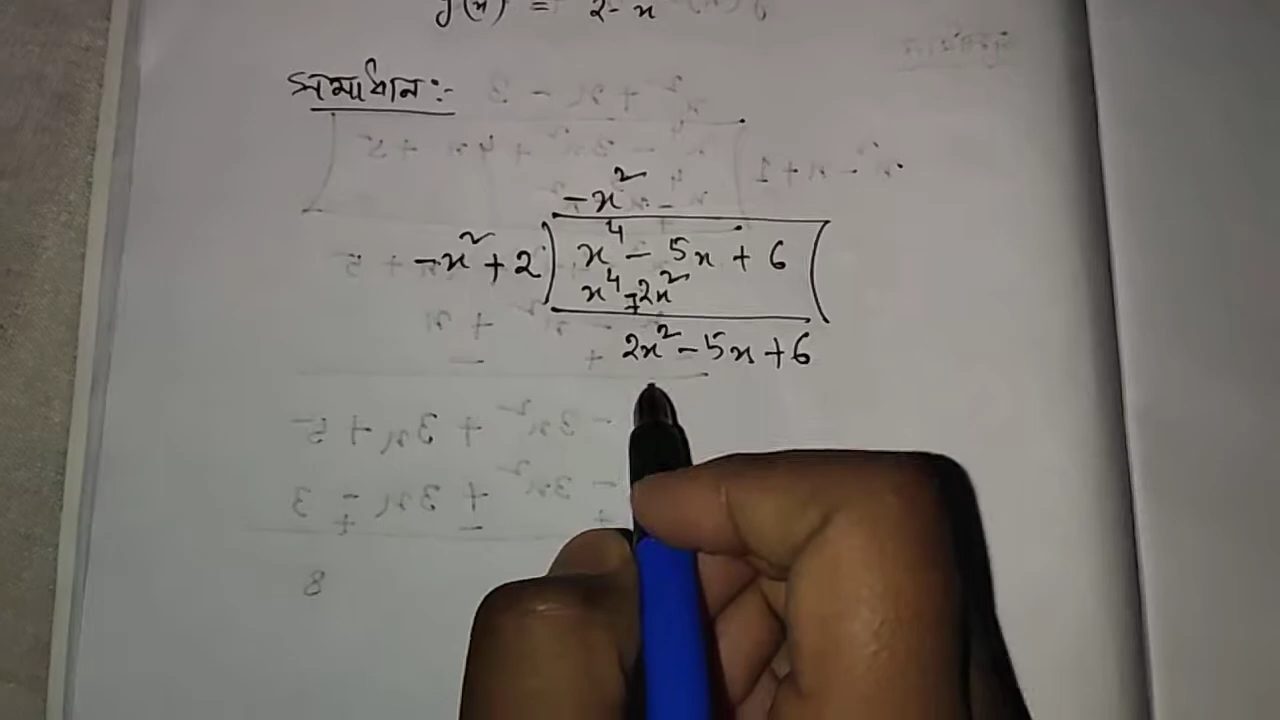 g(x) = 2-x
সমাধান:-
-x²
-x²+2) x⁴ - 5x + 6 (
x⁴ - 2x²
+
2x² - 5x + 6